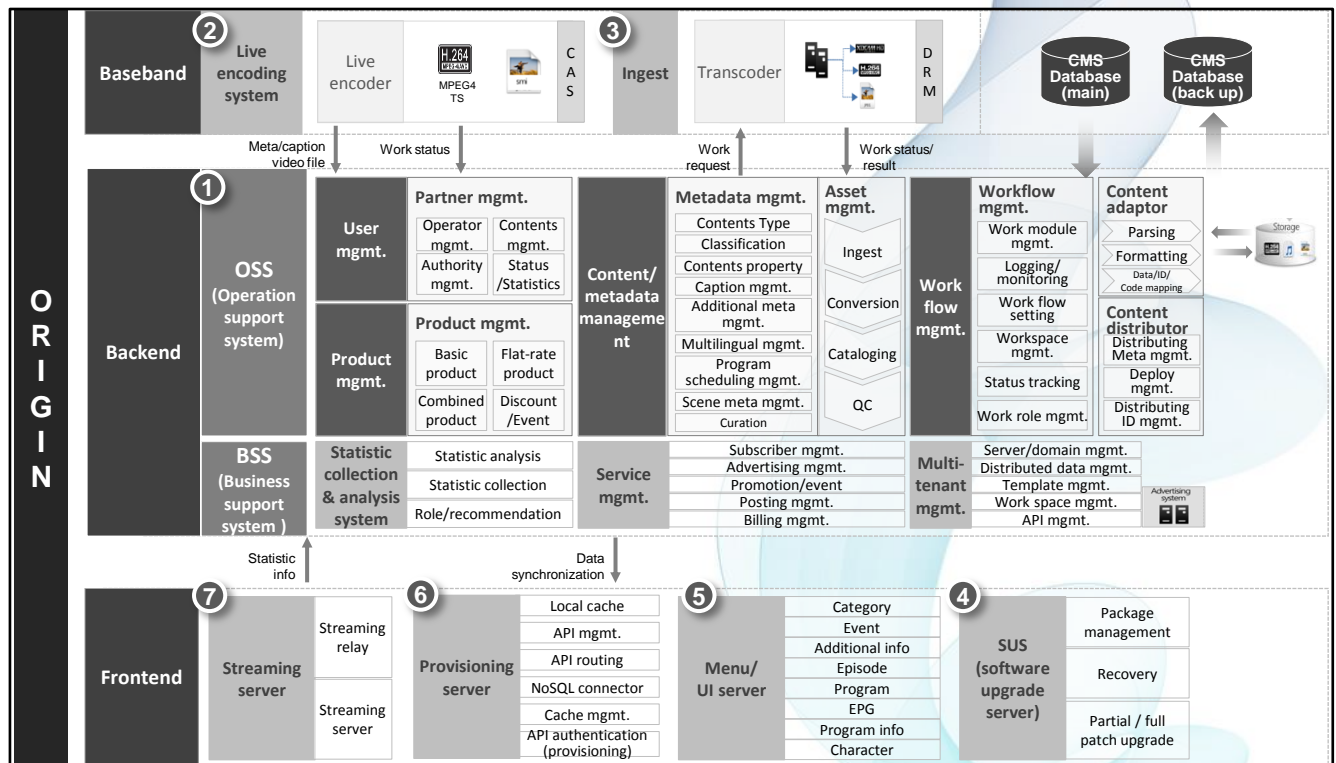 ORIGIN
Baseband
2
Live
encoding
system
Live
encoder
H.264
MPEG-4/AVC
MPEG4
TS
smi
CAS
3
Ingest
Transcoder
H.264
DRM
CMS
Database
(main)
CMS
Database
(back up)
Meta/caption
video file
Work status
Work
request
Work status/
result
Backend
1
OSS
(Operation
support
system)
User
mgmt.
Partner mgmt.
Operator
mgmt.
Contents
mgmt.
Authority
mgmt.
Status
/Statistics
Product
mgmt.
Product mgmt.
Basic
product
Flat-rate
product
Combined
product
Discount
/Event
Content/
metadata
manageme
nt
Metadata mgmt.
Contents Type
Classification
Contents property
Caption mgmt.
Additional meta
mgmt.
Multilingual mgmt.
Program
scheduling mgmt.
Scene meta mgmt.
Curation
Asset
mgmt.
Ingest
Conversion
Cataloging
QC
Work
flow
mgmt.
Workflow
mgmt.
Work module
mgmt.
Logging/
monitoring
Work flow
setting
Workspace
mgmt.
Status tracking
Work role mgmt.
Content
adaptor
Parsing
Formatting
Data/ID/
Code mapping
Content
distributor
Distributing
Meta mgmt.
Deploy
mgmt.
Distributing
ID mgmt.
Storage
BSS
(Business
support
system )
Statistic
collection
& analysis
system
Statistic analysis
Statistic collection
Role/recommendation
Service
mgmt.
Subscriber mgmt.
Advertising mgmt.
Promotion/event
Posting mgmt.
Billing mgmt.
Multi-
tenant
mgmt.
Server/domain mgmt.
Distributed data mgmt.
Template mgmt.
Work space mgmt.
API mgmt.
Advertising
system
Statistic
info
Data
synchronization
Frontend
7
Streaming
server
Streaming
relay
Streaming
server
6
Provisioning
server
Local cache
API mgmt.
API routing
NoSQL connector
Cache mgmt.
API authentication
(provisioning)
5
Menu/
UI server
Category
Event
Additional info
Episode
Program
EPG
Program info
Character
4
SUS
(software
upgrade
server)
Package
management
Recovery
Partial / full
patch upgrade